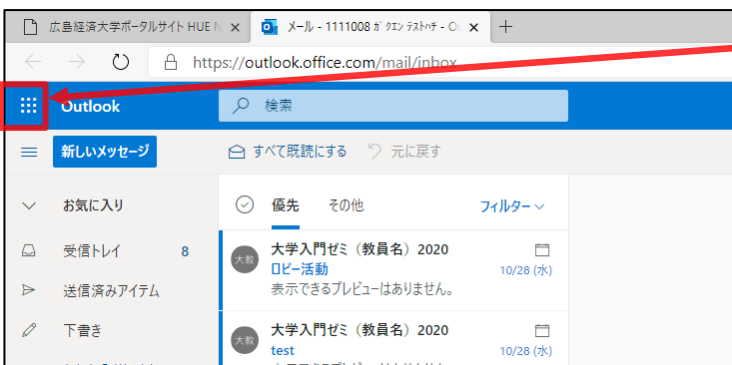 広島経済大学ポータルサイト HUE N
メール - 1111008 ｶﾞｸｴﾝ ﾃｽﾄﾊﾁ - O
https://outlook.office.com/mail/inbox
Outlook
検索
新しいメッセージ
すべて既読にする 元に戻す
お気に入り
優先 その他 フィルター
受信トレイ 8
大教
大学入門ゼミ（教員名）2020
ロビー活動 10/28 (水)
表示できるプレビューはありません。
送信済みアイテム
下書き
大教
大学入門ゼミ（教員名）2020
test 10/28 (水)